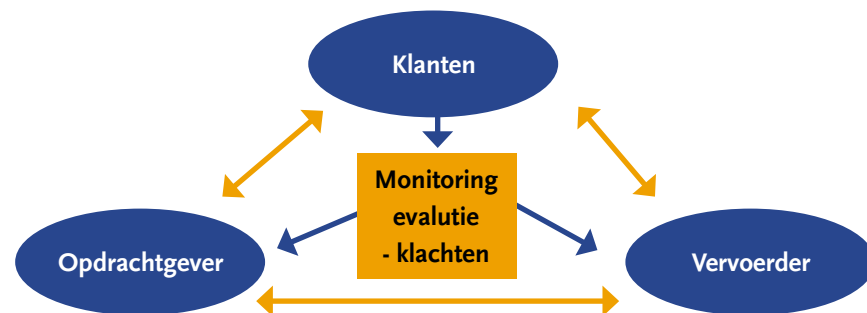 Klanten
Monitoring
evalutie
- klachten
Opdrachtgever
Vervoerder